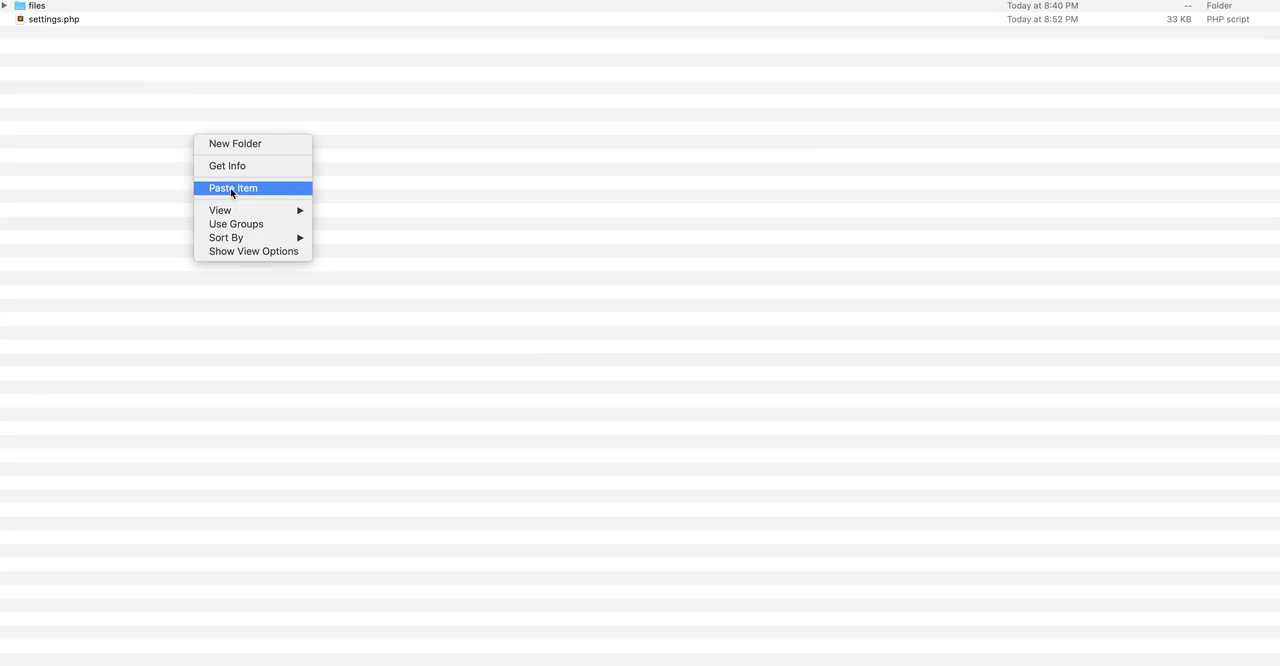 files Today at 8:40 PM -- Folder
settings.php Today at 8:52 PM 33 KB PHP script
New Folder
Get Info
Paste Item
View
Use Groups
Sort By
Show View Options